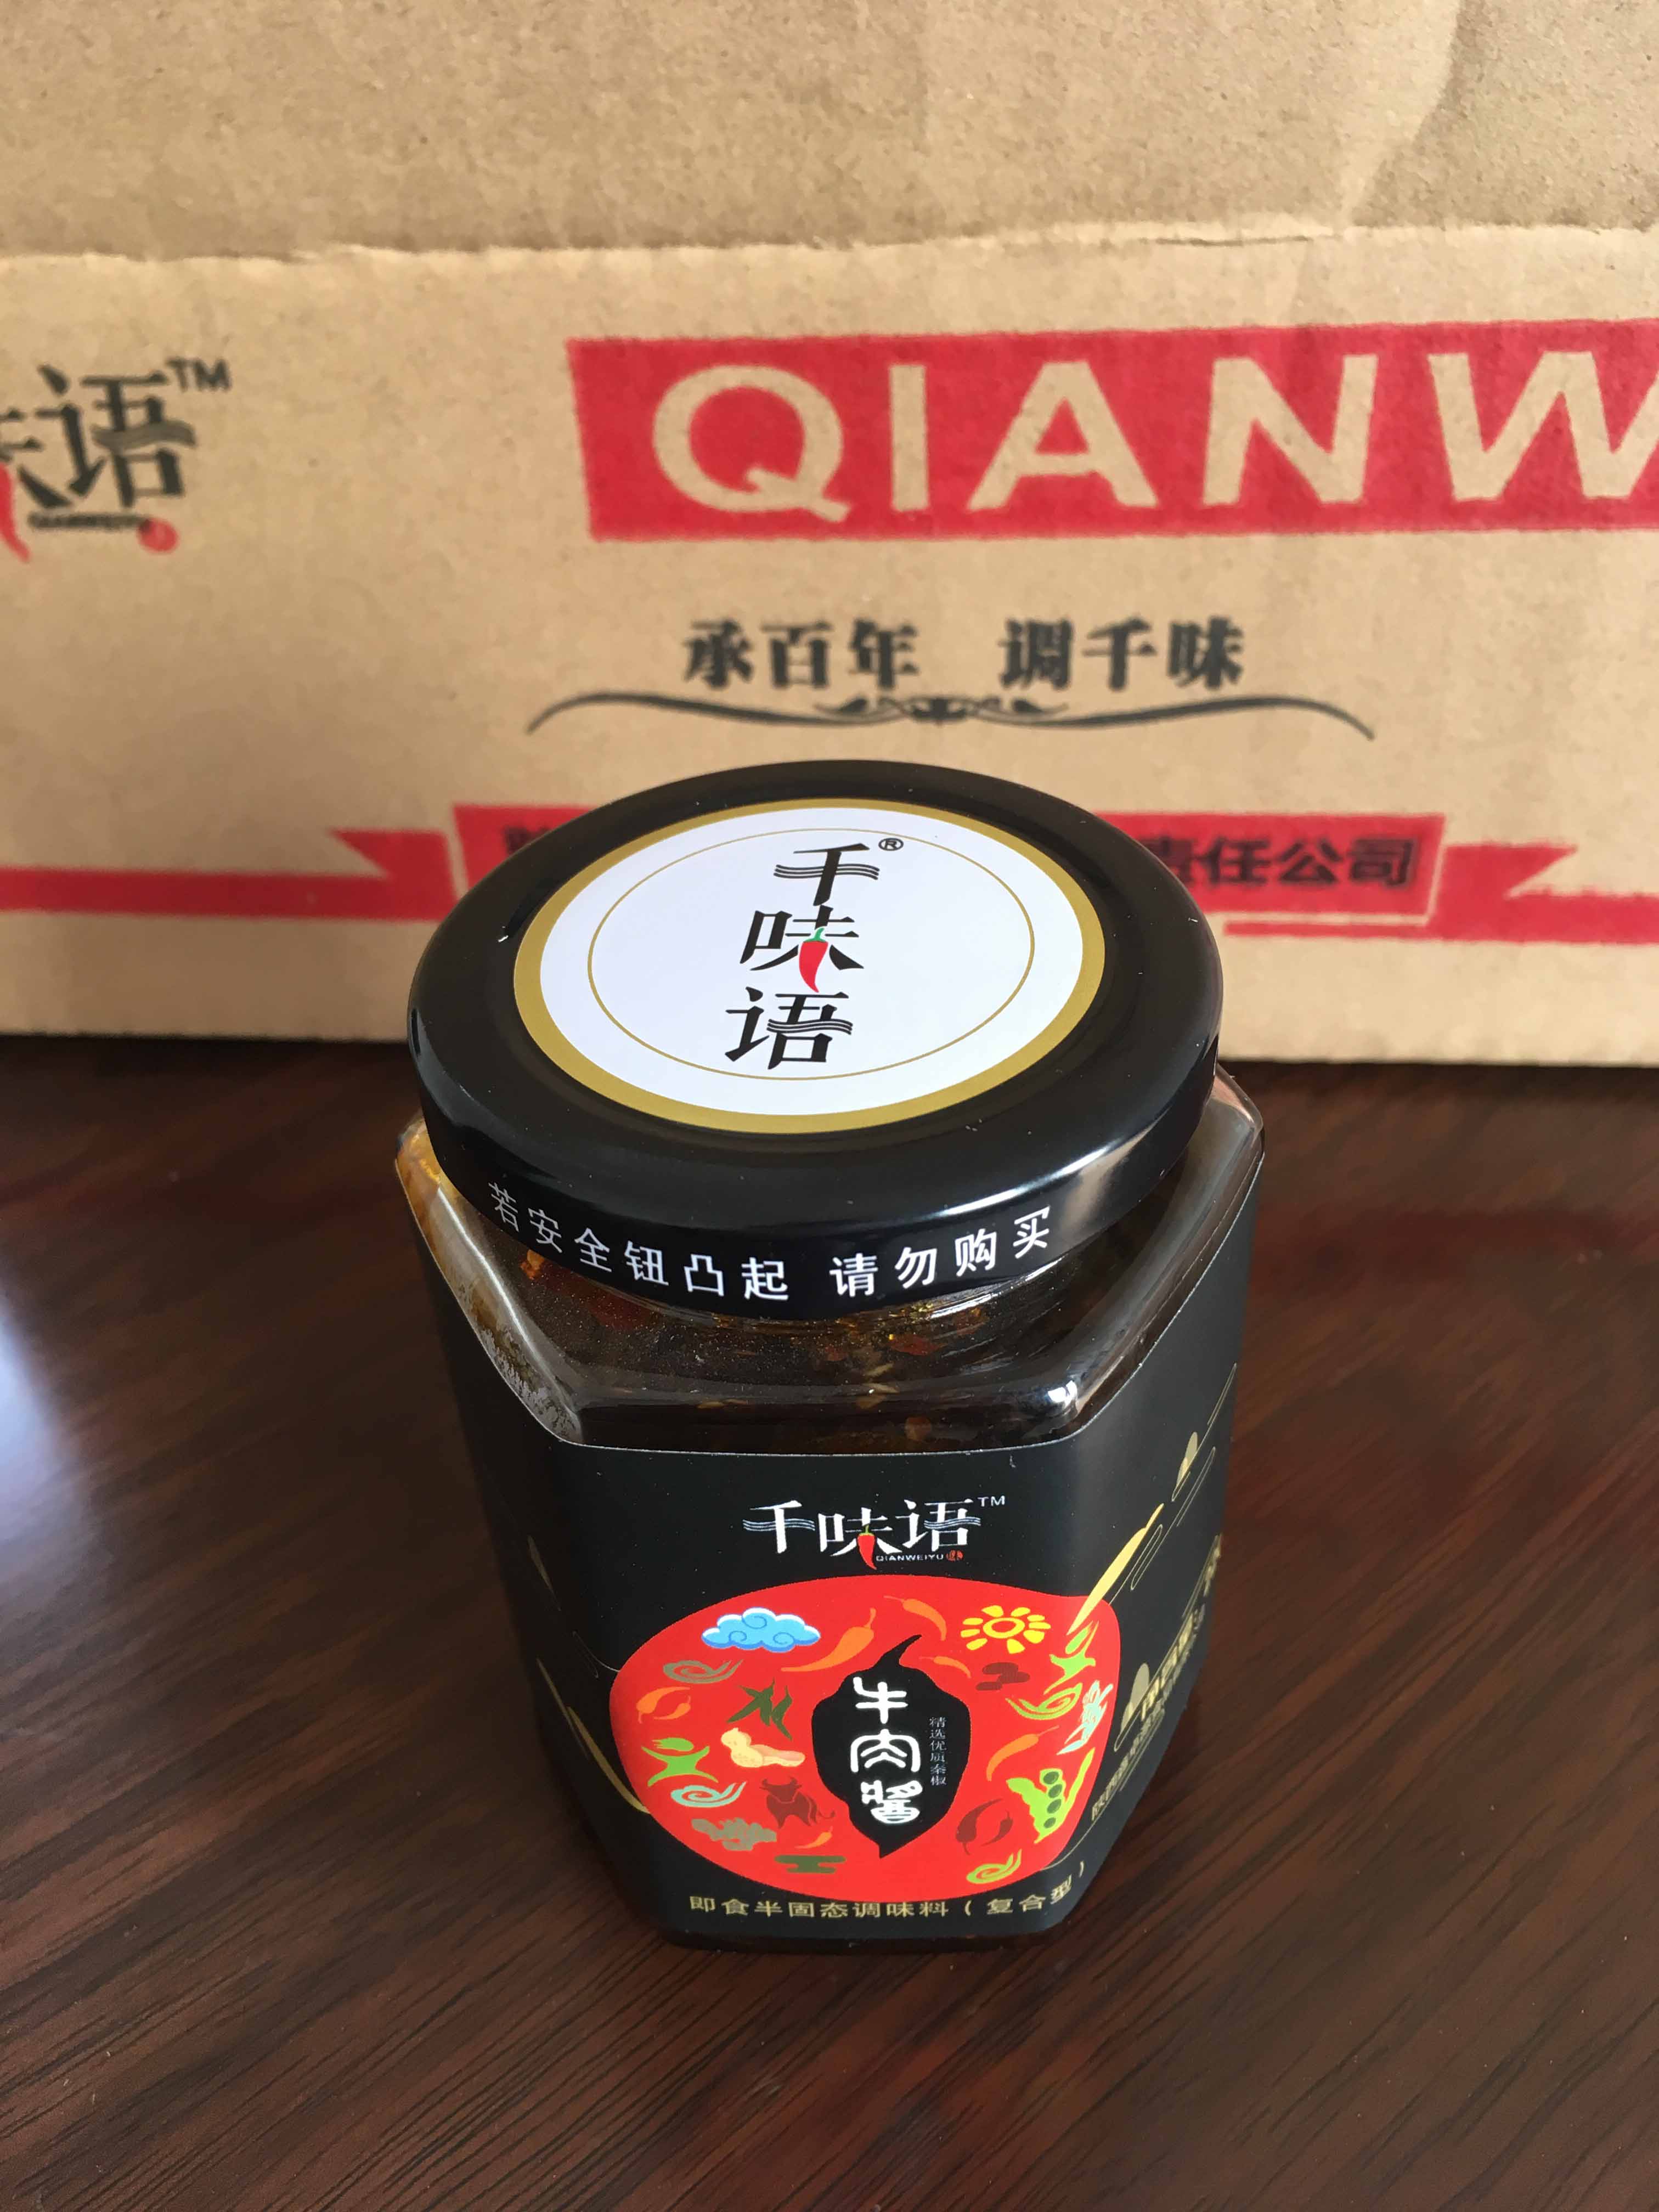 味语™
QIANW
承百年 调千味
责任公司
千®
味
语
若安全钮凸起 请勿购买
千味语™
QIANWEIYU
牛肉醬
精选优质秦椒
即食半固态调味料（复合型）